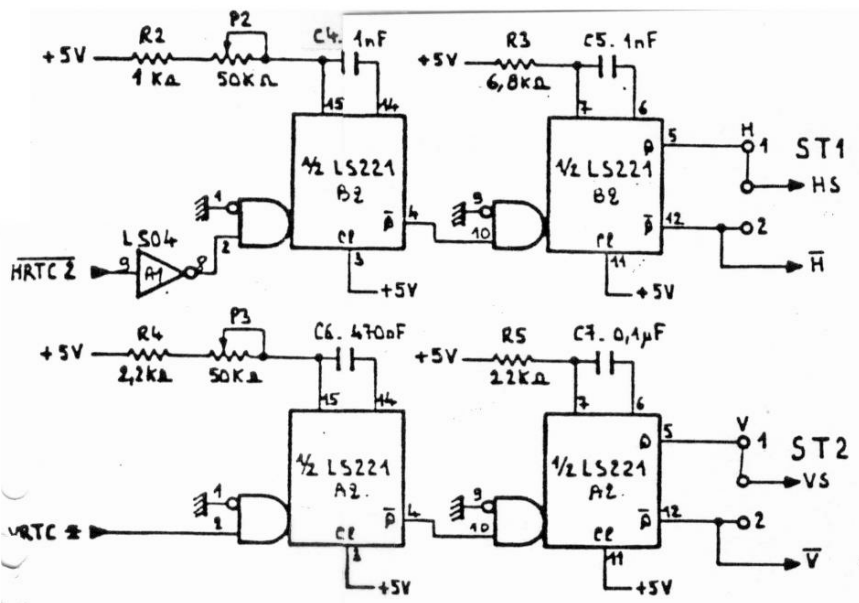 P2
R2 C4. 1nF R3 C5. 1nF
+5V +5V
1 KΩ 50KΩ 6,8KΩ
15 14 7 6
½ LS221 ½ LS221
B2 B2
5 H 1 ST1
HS
1 4 9 12 2
LS04 2 10
Cl 3 11
H̅R̅T̅C̅ ̅2̅ 9 A1 8 H̅
+5V +5V
P3
R4 C6. 470nF R5 C7. 0,1µF
+5V +5V
2,2KΩ 50KΩ 22KΩ
15 14 7 6
½ LS221 ½ LS221
A2. A2
5 V 1 ST2
VS
1 4 9 12 2
VRTC 2 10
Cl Cl V̅
3 11
+5V +5V